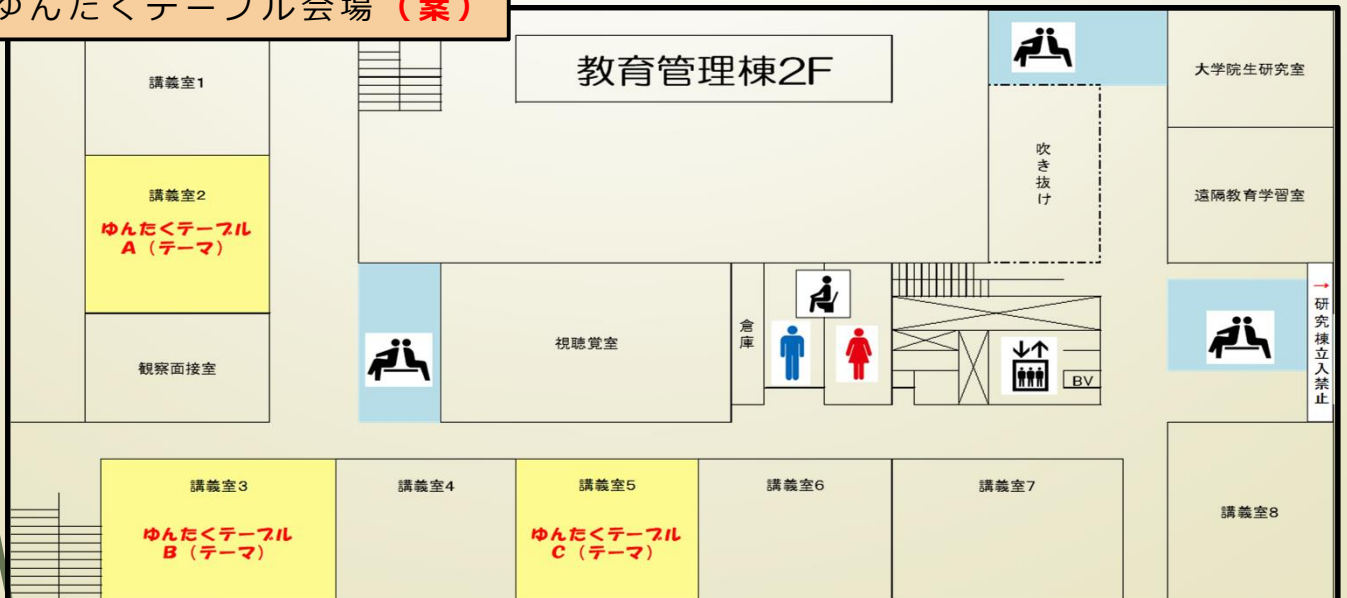 ゆんたくテーブル会場（案）
教育管理棟2F
講義室1
大学院生研究室
吹き抜け
講義室2
ゆんたくテーブル
A（テーマ）
遠隔教育学習室
→研究棟立入禁止
倉庫
視聴覚室
観察面接室
BV
講義室3
ゆんたくテーブル
B（テーマ）
講義室4
講義室5
ゆんたくテーブル
C（テーマ）
講義室6
講義室7
講義室8